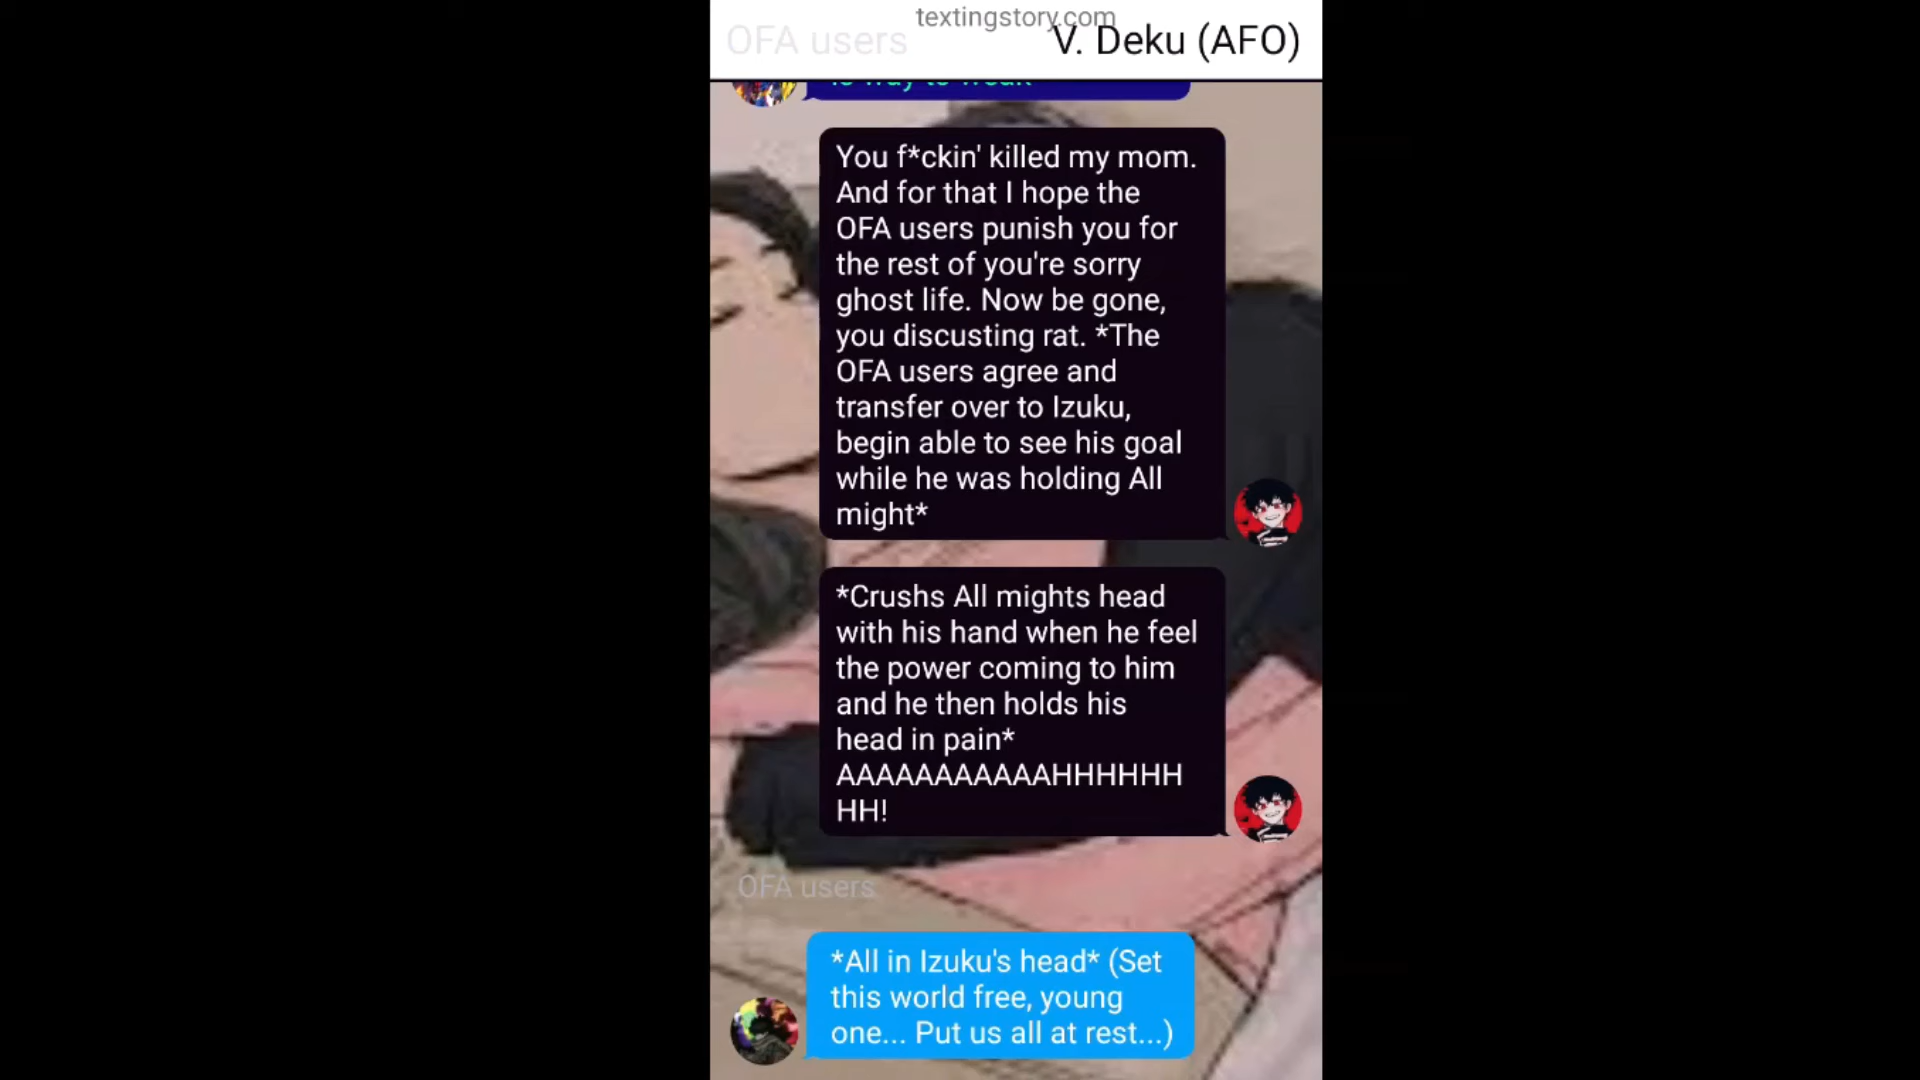 textingstory.com
OFA users
V. Deku (AFO)
is way to weak
You f*ckin' killed my mom.
And for that I hope the
OFA users punish you for
the rest of you're sorry
ghost life. Now be gone,
you discusting rat. *The
OFA users agree and
transfer over to Izuku,
begin able to see his goal
while he was holding All
might*
*Crushs All mights head
with his hand when he feel
the power coming to him
and he then holds his
head in pain*
AAAAAAAAAAAHHHHHH
HH!
OFA users
*All in Izuku's head* (Set
this world free, young
one... Put us all at rest...)